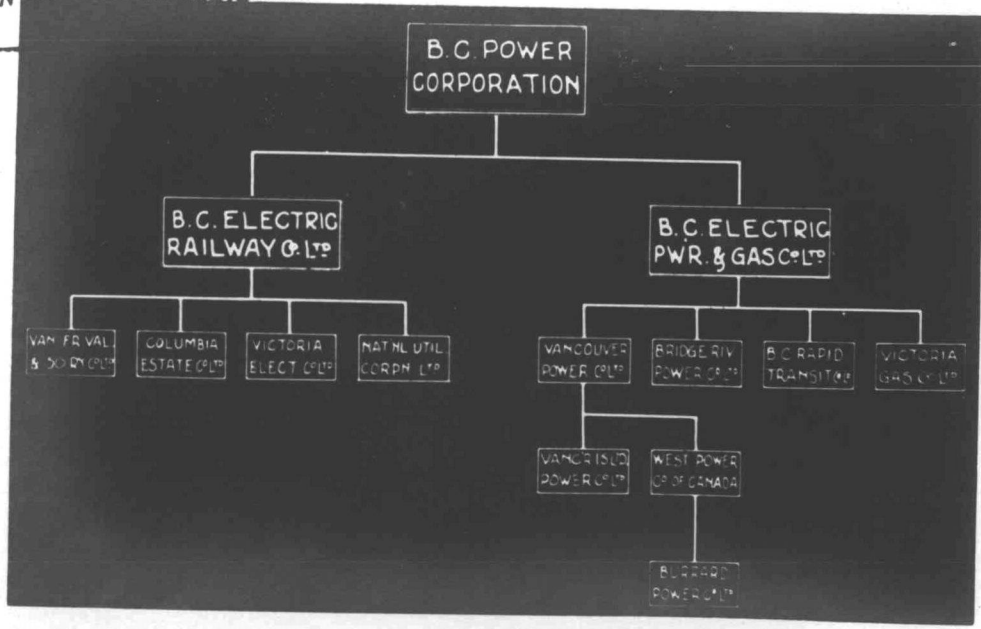 B.C. POWER
CORPORATION
B.C. ELECTRIC
RAILWAY Co. LTD
B.C. ELECTRIC
PWR. & GAS Co LTD
VAN. FR. VAL.
& SO. RY Co LTD
COLUMBIA
ESTATE Co LTD
VICTORIA
ELECT. Co LTD
NAT'NL UTIL
CORPN LTD
VANCOUVER
POWER Co LTD
BRIDGE RIV
POWER Co LTD
B.C. RAPID
TRANSIT Co LD
VICTORIA
GAS Co LTD
VANC'R ISL'D.
POWER Co LTD
WEST. POWER
Co. OF CANADA
BURRARD
POWER Co LTD